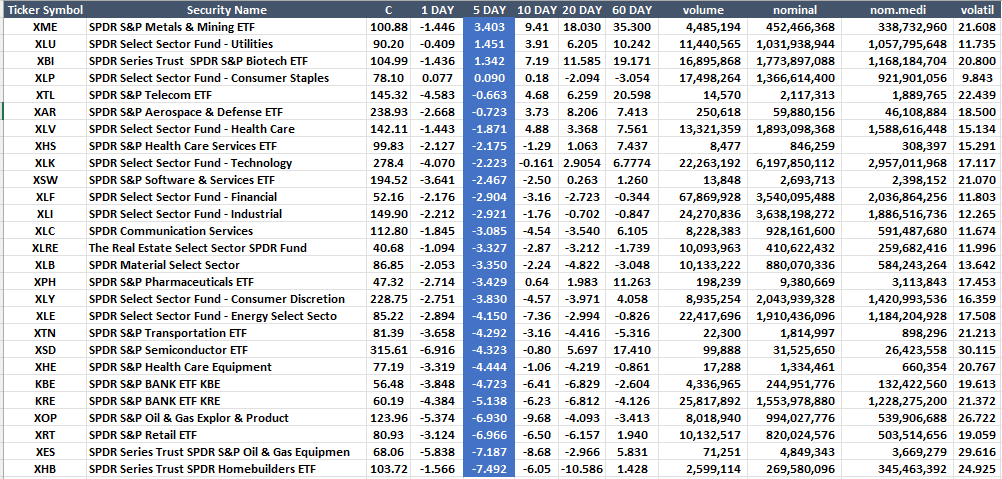 Ticker Symbol Security Name C 1 DAY 5 DAY 10 DAY 20 DAY 60 DAY volume nominal nom.medi volatil
XME SPDR S&P Metals & Mining ETF 100.88 -1.446 3.403 9.41 18.030 35.300 4,485,194 452,466,368 338,732,960 21.608
XLU SPDR Select Sector Fund - Utilities 90.20 -0.409 1.451 3.91 6.205 10.242 11,440,565 1,031,938,944 1,057,795,648 11.735
XBI SPDR Series Trust SPDR S&P Biotech ETF 104.99 -1.436 1.342 7.19 11.585 19.171 16,895,868 1,773,897,088 1,168,184,704 20.800
XLP SPDR Select Sector Fund - Consumer Staples 78.10 0.077 0.090 0.18 -2.094 -3.054 17,498,264 1,366,614,400 921,901,056 9.843
XTL SPDR S&P Telecom ETF 145.32 -4.583 -0.663 4.68 6.259 20.598 14,570 2,117,313 1,889,765 22.439
XAR SPDR S&P Aerospace & Defense ETF 238.93 -2.668 -0.723 3.73 8.206 7.413 250,618 59,880,156 46,108,884 18.500
XLV SPDR Select Sector Fund - Health Care 142.11 -1.443 -1.871 4.88 3.368 7.561 13,321,359 1,893,098,368 1,588,616,448 15.134
XHS SPDR S&P Health Care Services ETF 99.83 -2.127 -2.175 -1.29 1.063 7.437 8,477 846,259 308,397 15.291
XLK SPDR Select Sector Fund - Technology 278.4 -4.070 -2.223 -0.161 2.9054 6.7774 22,263,192 6,197,850,112 2,957,011,968 17.117
XSW SPDR S&P Software & Services ETF 194.52 -3.641 -2.467 -2.50 0.263 1.260 13,848 2,693,713 2,398,152 21.070
XLF SPDR Select Sector Fund - Financial 52.16 -2.176 -2.904 -3.16 -2.723 -0.344 67,869,928 3,540,095,488 2,036,864,256 11.803
XLI SPDR Select Sector Fund - Industrial 149.90 -2.212 -2.921 -1.76 -0.702 -0.847 24,270,836 3,638,198,272 1,886,516,736 12.265
XLC SPDR Communication Services 112.80 -1.845 -3.085 -4.54 -3.540 6.105 8,228,383 928,161,600 591,487,680 11.674
XLRE The Real Estate Select Sector SPDR Fund 40.68 -1.094 -3.327 -2.87 -3.212 -1.739 10,093,963 410,622,432 259,682,416 11.996
XLB SPDR Material Select Sector 86.85 -2.053 -3.350 -2.24 -4.822 -3.048 10,133,222 880,070,336 584,243,264 13.642
XPH SPDR S&P Pharmaceuticals ETF 47.32 -2.714 -3.429 0.64 1.983 11.263 198,239 9,380,669 3,113,843 17.453
XLY SPDR Select Sector Fund - Consumer Discretion 228.75 -2.751 -3.830 -4.57 -3.971 4.058 8,935,254 2,043,939,328 1,420,993,536 16.359
XLE SPDR Select Sector Fund - Energy Select Secto 85.22 -2.894 -4.150 -7.36 -2.994 -0.826 22,417,696 1,910,436,096 1,184,204,928 17.508
XTN SPDR S&P Transportation ETF 81.39 -3.658 -4.292 -3.16 -4.416 -5.316 22,300 1,814,997 898,296 21.213
XSD SPDR S&P Semiconductor ETF 315.61 -6.916 -4.323 -0.80 5.697 17.410 99,888 31,525,650 26,423,558 30.115
XHE SPDR S&P Health Care Equipment 77.19 -3.319 -4.444 -1.06 -4.219 -0.861 17,288 1,334,461 660,354 20.767
KBE SPDR S&P BANK ETF KBE 56.48 -3.848 -4.723 -6.41 -6.829 -2.604 4,336,965 244,951,776 132,422,560 19.613
KRE SPDR S&P BANK ETF KRE 60.19 -4.384 -5.138 -6.23 -6.812 -4.126 25,817,892 1,553,978,880 1,228,275,200 21.372
XOP SPDR S&P Oil & Gas Explor & Product 123.96 -5.374 -6.930 -9.68 -4.093 -3.413 8,018,940 994,027,776 539,906,688 26.722
XRT SPDR S&P Retail ETF 80.93 -3.124 -6.966 -6.50 -6.157 1.940 10,132,517 820,024,576 503,514,656 19.059
XES SPDR Series Trust SPDR S&P Oil & Gas Equipmen 68.06 -5.838 -7.187 -8.68 -2.966 5.831 71,251 4,849,343 3,669,279 29.616
XHB SPDR Series Trust SPDR Homebuilders ETF 103.72 -1.566 -7.492 -6.05 -10.586 1.428 2,599,114 269,580,096 345,463,392 24.925